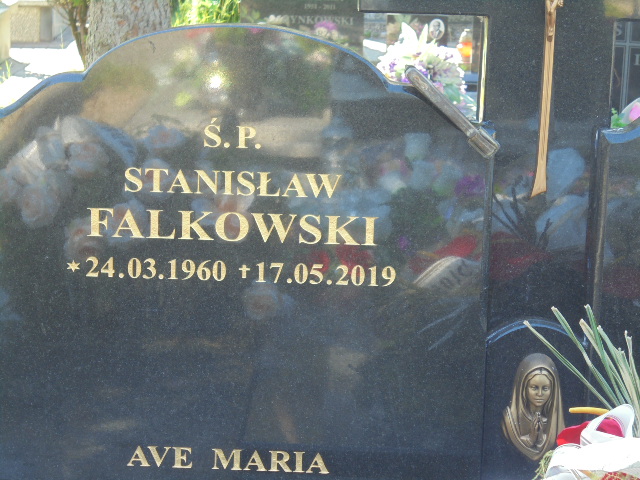 Ś.P.
STANISŁAW
FALKOWSKI
*24.03.1960 †17.05.2019
AVE MARIA